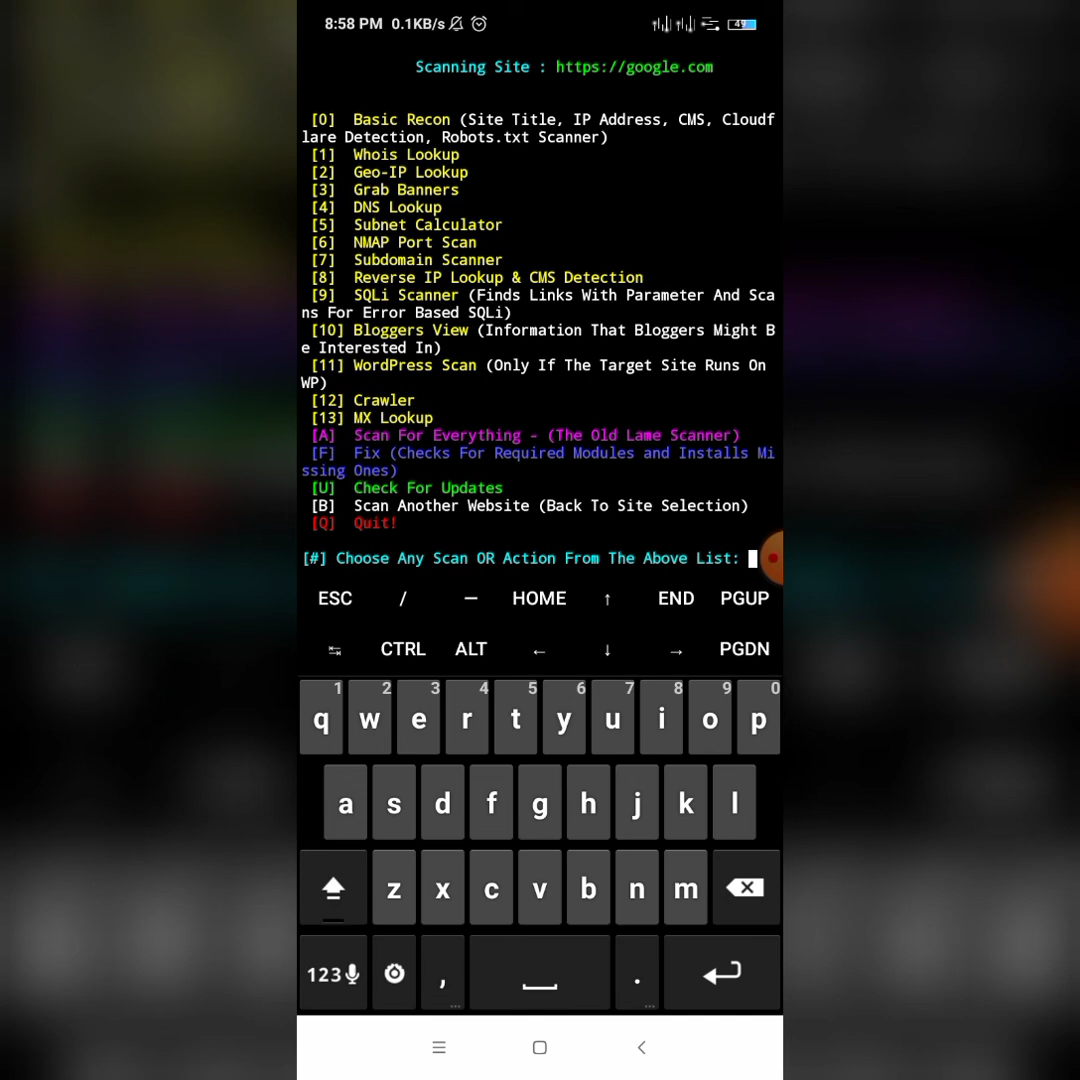 8:58 PM 0.1KB/s 49
Scanning Site : https://google.com
[0] Basic Recon (Site Title, IP Address, CMS, Cloudf
lare Detection, Robots.txt Scanner)
[1] Whois Lookup
[2] Geo-IP Lookup
[3] Grab Banners
[4] DNS Lookup
[5] Subnet Calculator
[6] NMAP Port Scan
[7] Subdomain Scanner
[8] Reverse IP Lookup & CMS Detection
[9] SQLi Scanner (Finds Links With Parameter And Sca
ns For Error Based SQLi)
[10] Bloggers View (Information That Bloggers Might B
e Interested In)
[11] WordPress Scan (Only If The Target Site Runs On
WP)
[12] Crawler
[13] MX Lookup
[A] Scan For Everything - (The Old Lame Scanner)
[F] Fix (Checks For Required Modules and Installs Mi
ssing Ones)
[U] Check For Updates
[B] Scan Another Website (Back To Site Selection)
[Q] Quit!
[#] Choose Any Scan OR Action From The Above List:
ESC / — HOME ↑ END PGUP
↹ CTRL ALT ← ↓ → PGDN
1 2 3 4 5 6 7 8 9 0
q w e r t y u i o p
a s d f g h j k l
z x c v b n m
123 , .